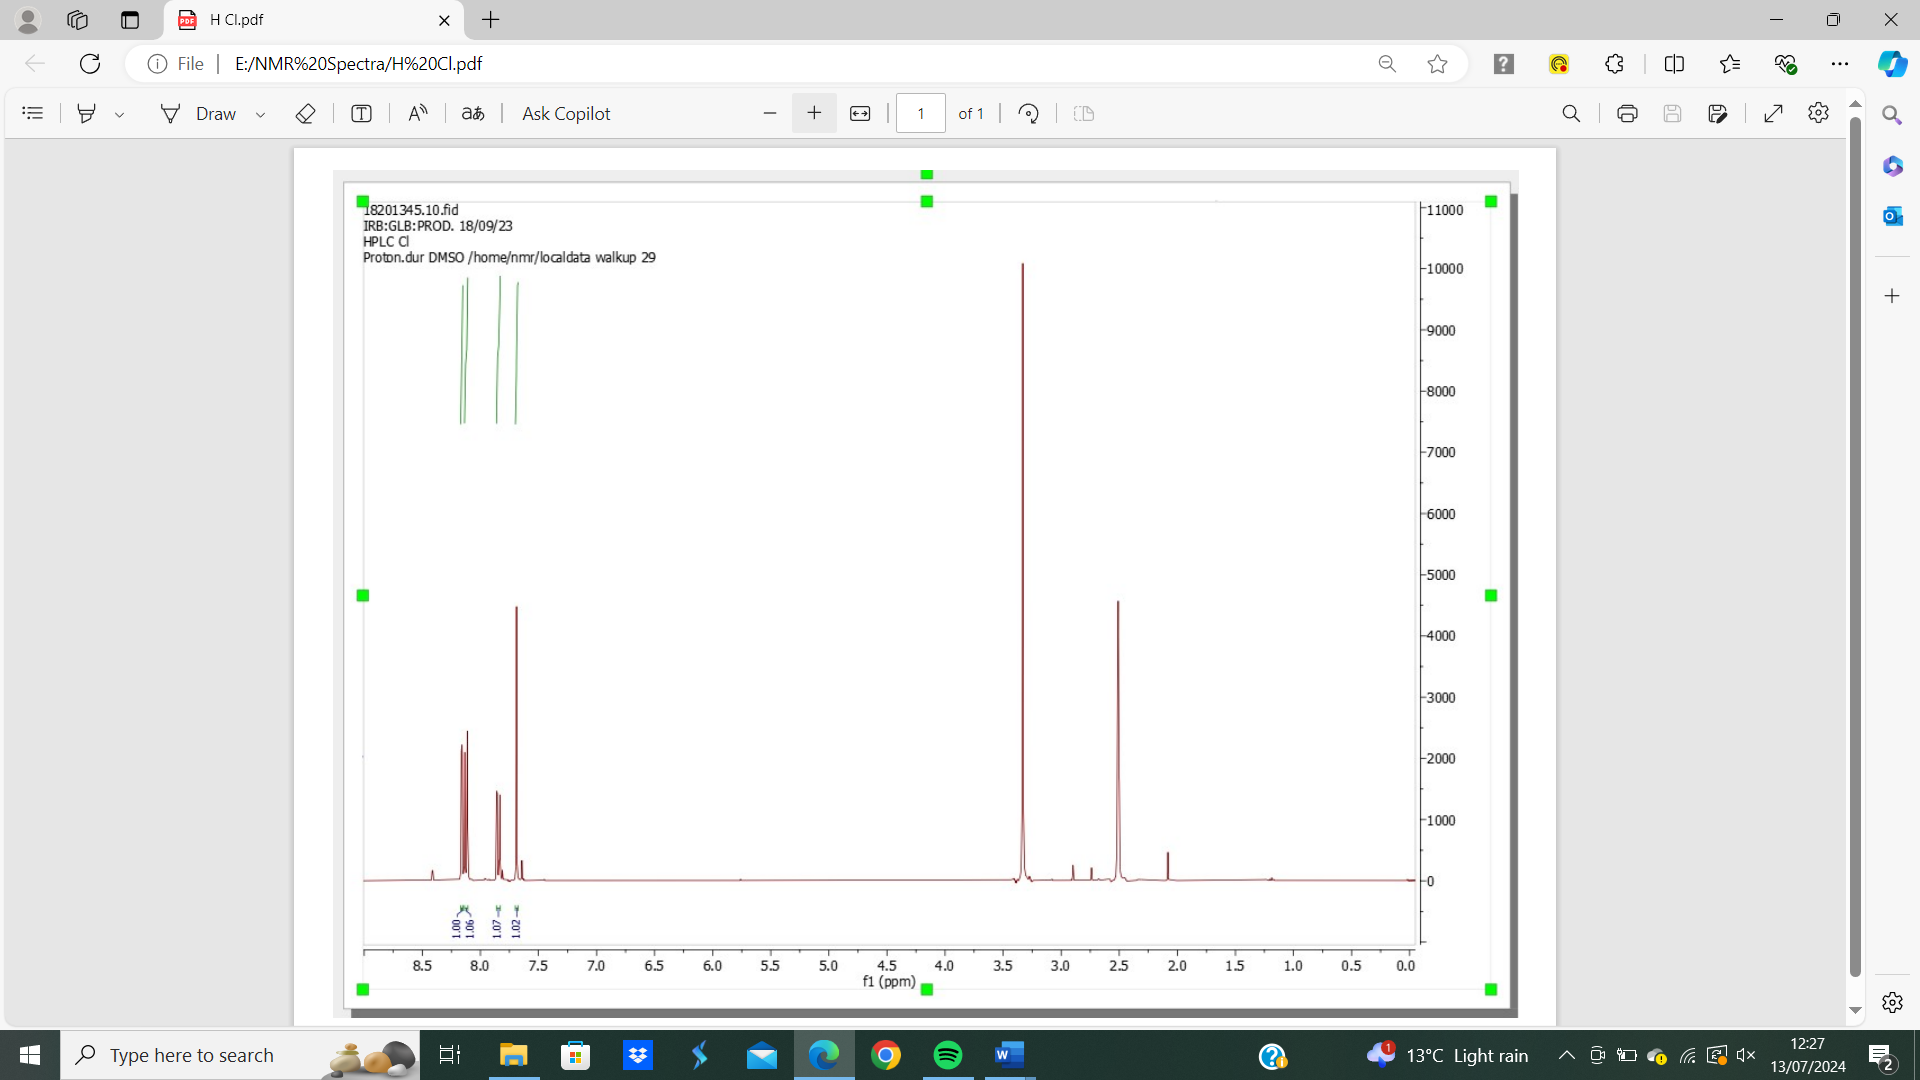 H Cl.pdf
File
E:/NMR%20Spectra/H%20Cl.pdf
Draw
aあ
Ask Copilot
1
of 1
18201345.10.fid
IRB:GLB:PROD. 18/09/23
HPLC Cl
Proton.dur DMSO /home/nmr/localdata walkup 29
11000
10000
9000
8000
7000
6000
5000
4000
3000
2000
1000
0
1.00
1.06
1.07
1.02
8.5 8.0 7.5 7.0 6.5 6.0 5.5 5.0 4.5 4.0 3.5 3.0 2.5 2.0 1.5 1.0 0.5 0.0
f1 (ppm)
Type here to search
1
13°C Light rain
12:27
13/07/2024
2